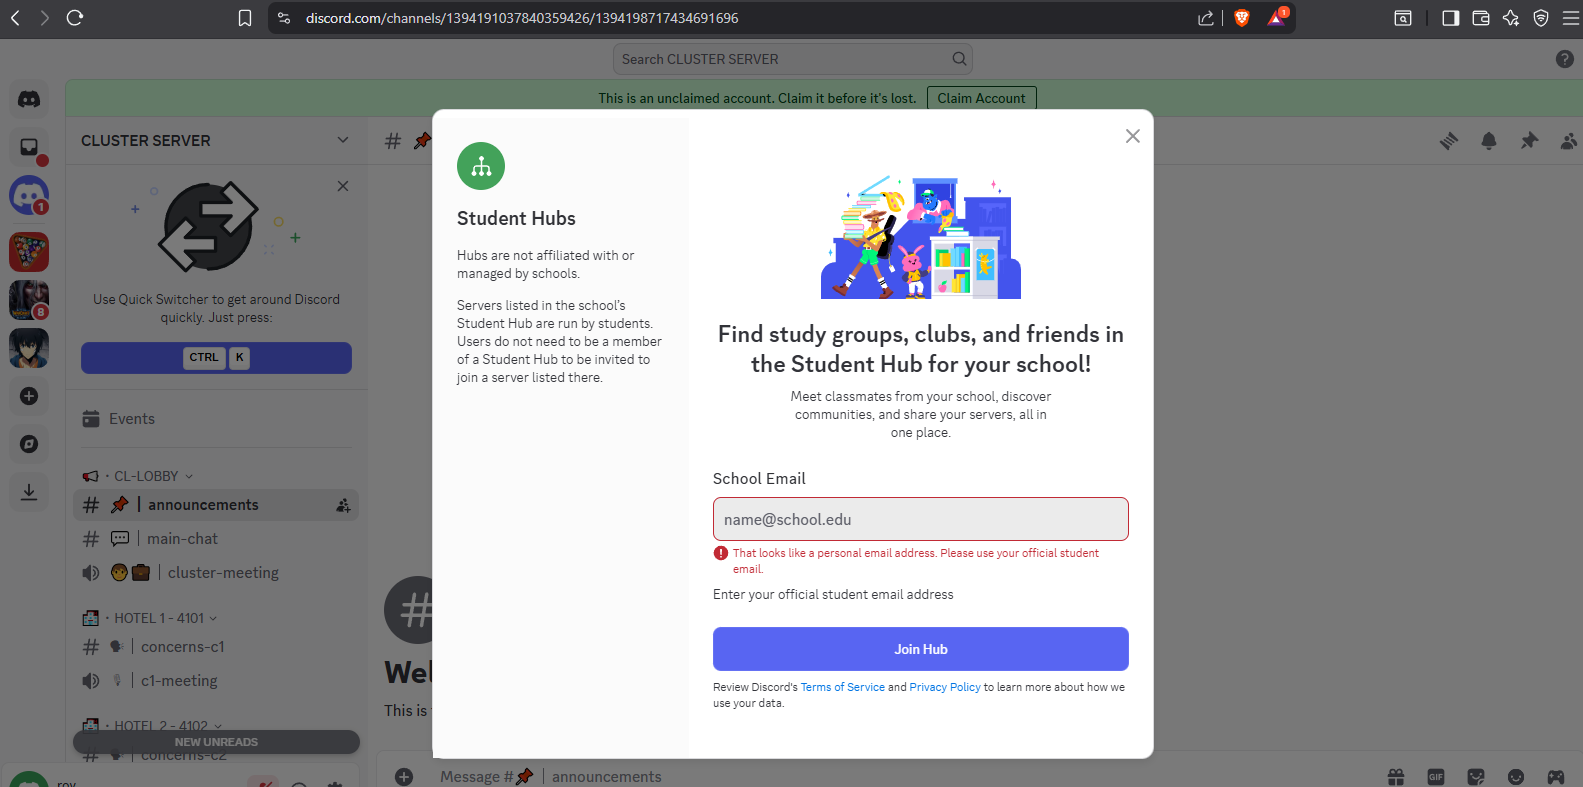 discord.com/channels/1394191037840359426/1394198717434691696
1
Search CLUSTER SERVER
This is an unclaimed account. Claim it before it's lost.
Claim Account
CLUSTER SERVER
1
8
Use Quick Switcher to get around Discord
quickly. Just press:
CTRL K
Events
CL-LOBBY
announcements
main-chat
cluster-meeting
HOTEL 1 - 4101
concerns-c1
c1-meeting
HOTEL 2 - 4102
NEW UNREADS
concerns-c2
roy
Student Hubs
Hubs are not affiliated with or
managed by schools.
Servers listed in the school's
Student Hub are run by students.
Users do not need to be a member
of a Student Hub to be invited to
join a server listed there.
Find study groups, clubs, and friends in
the Student Hub for your school!
Meet classmates from your school, discover
communities, and share your servers, all in
one place.
School Email
name@school.edu
That looks like a personal email address. Please use your official student
email.
Enter your official student email address
Join Hub
Review Discord's Terms of Service and Privacy Policy to learn more about how we
use your data.
Wel
This is
Message # | announcements
GIF